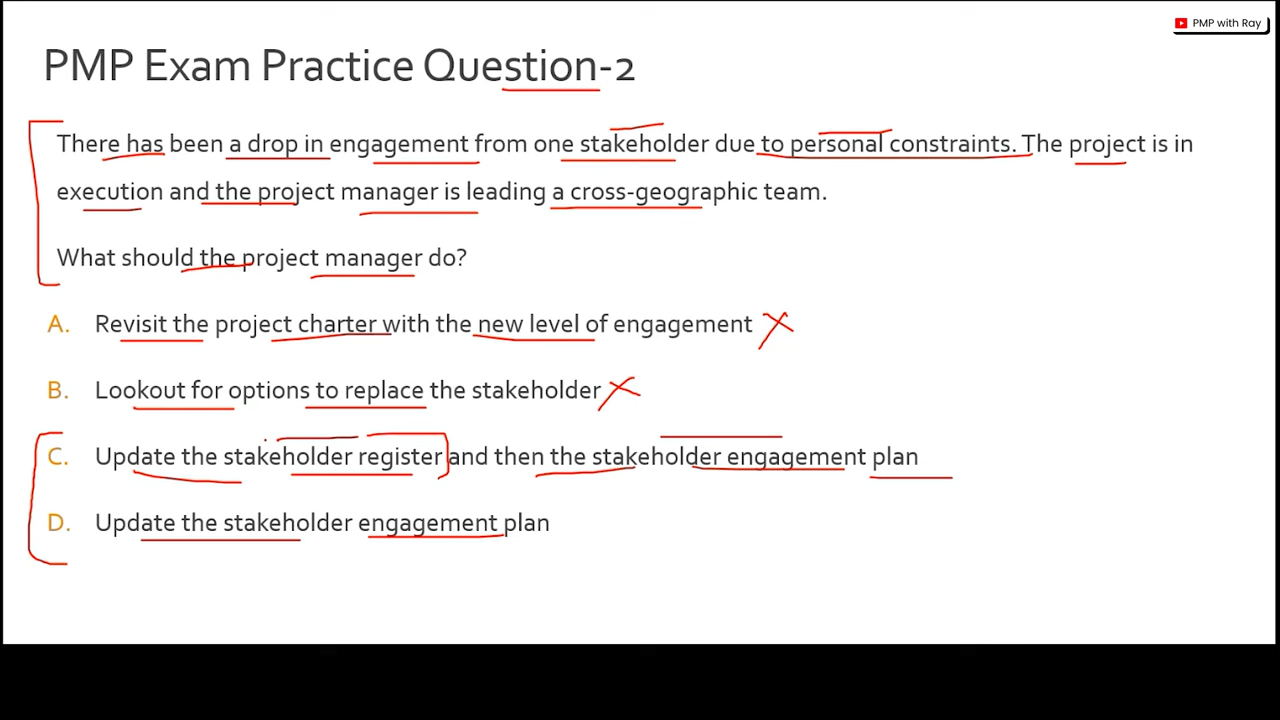 PMP with Ray
PMP Exam Practice Question-2
There has been a drop in engagement from one stakeholder due to personal constraints. The project is in
execution and the project manager is leading a cross-geographic team.
What should the project manager do?
A. Revisit the project charter with the new level of engagement
B. Lookout for options to replace the stakeholder
C. Update the stakeholder register and then the stakeholder engagement plan
D. Update the stakeholder engagement plan